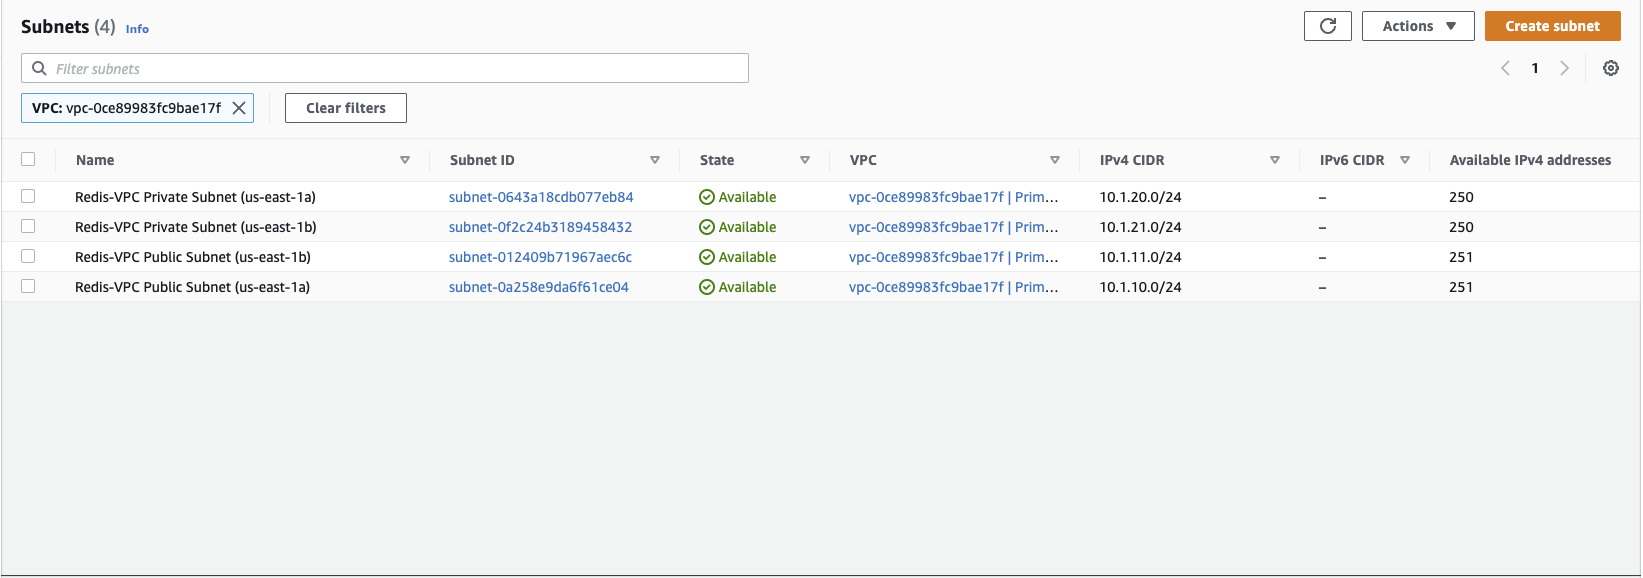 Subnets (4) Info
Actions
Create subnet
Filter subnets
1
VPC: vpc-0ce89983fc9bae17f
Clear filters
Name Subnet ID State VPC IPv4 CIDR IPv6 CIDR Available IPv4 addresses
Redis-VPC Private Subnet (us-east-1a) subnet-0643a18cdb077eb84 Available vpc-0ce89983fc9bae17f | Prim... 10.1.20.0/24 – 250
Redis-VPC Private Subnet (us-east-1b) subnet-0f2c24b3189458432 Available vpc-0ce89983fc9bae17f | Prim... 10.1.21.0/24 – 250
Redis-VPC Public Subnet (us-east-1b) subnet-012409b71967aec6c Available vpc-0ce89983fc9bae17f | Prim... 10.1.11.0/24 – 251
Redis-VPC Public Subnet (us-east-1a) subnet-0a258e9da6f61ce04 Available vpc-0ce89983fc9bae17f | Prim... 10.1.10.0/24 – 251